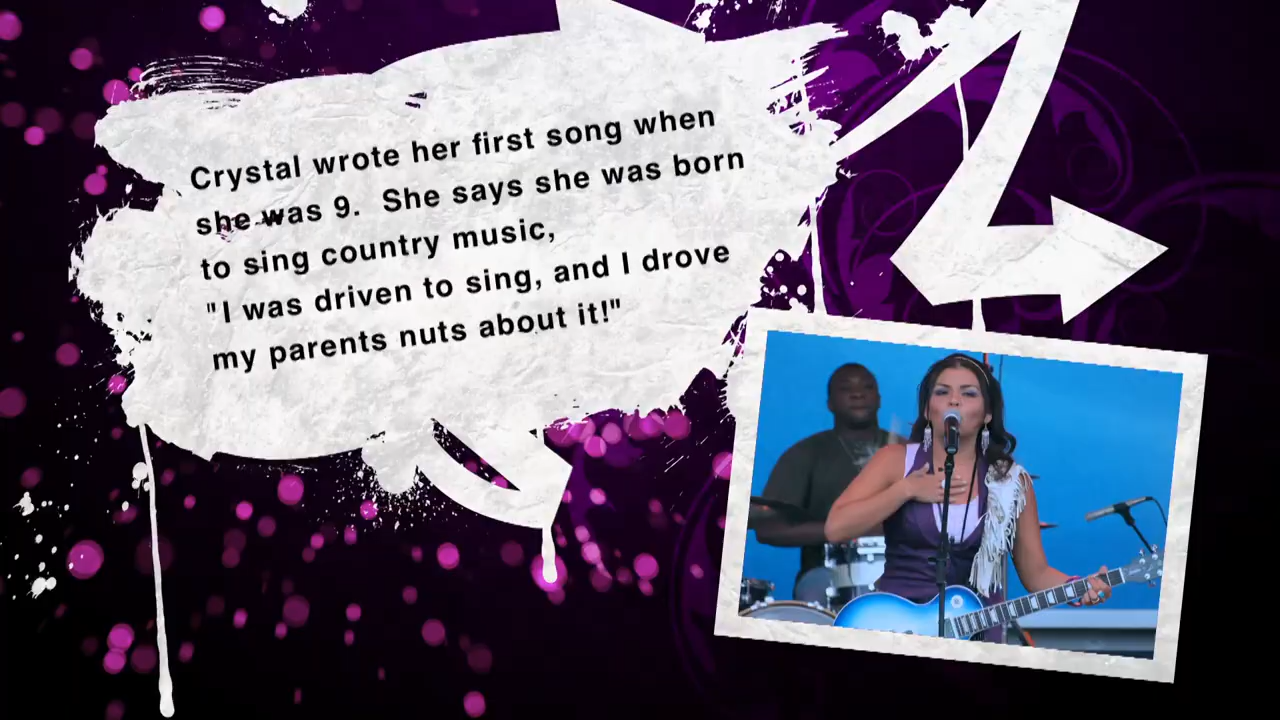 Crystal wrote her first song when
she was 9.  She says she was born
to sing country music,
"I was driven to sing, and I drove
my parents nuts about it!"